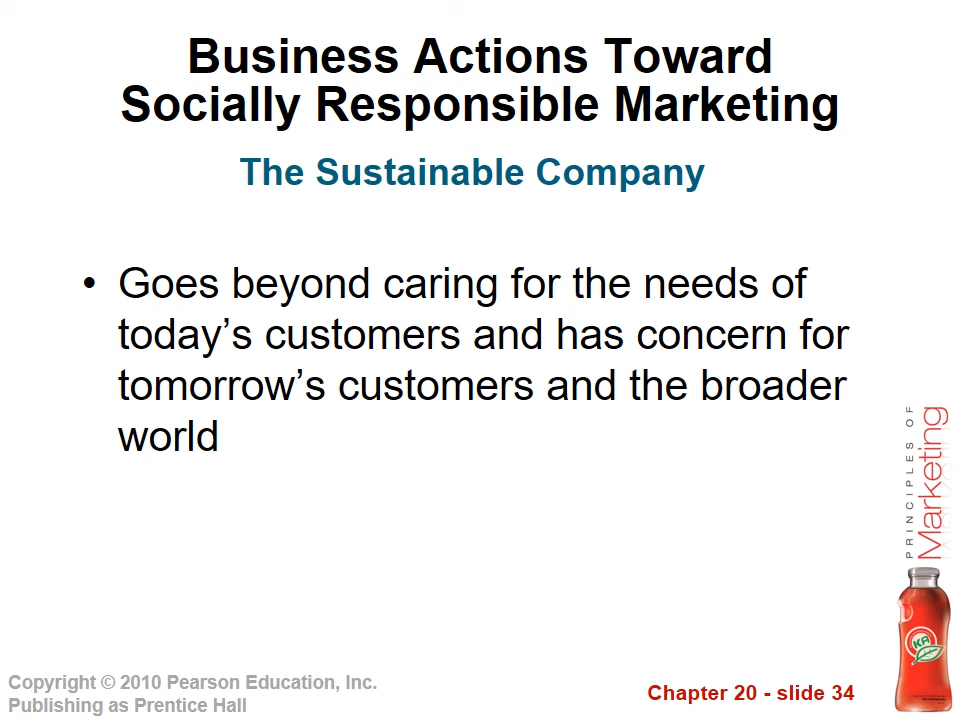 Business Actions Toward
Socially Responsible Marketing
The Sustainable Company
• Goes beyond caring for the needs of
today’s customers and has concern for
tomorrow’s customers and the broader
world
PRINCIPLES OF
Marketing
KA
Copyright © 2010 Pearson Education, Inc.
Publishing as Prentice Hall
Chapter 20 - slide 34